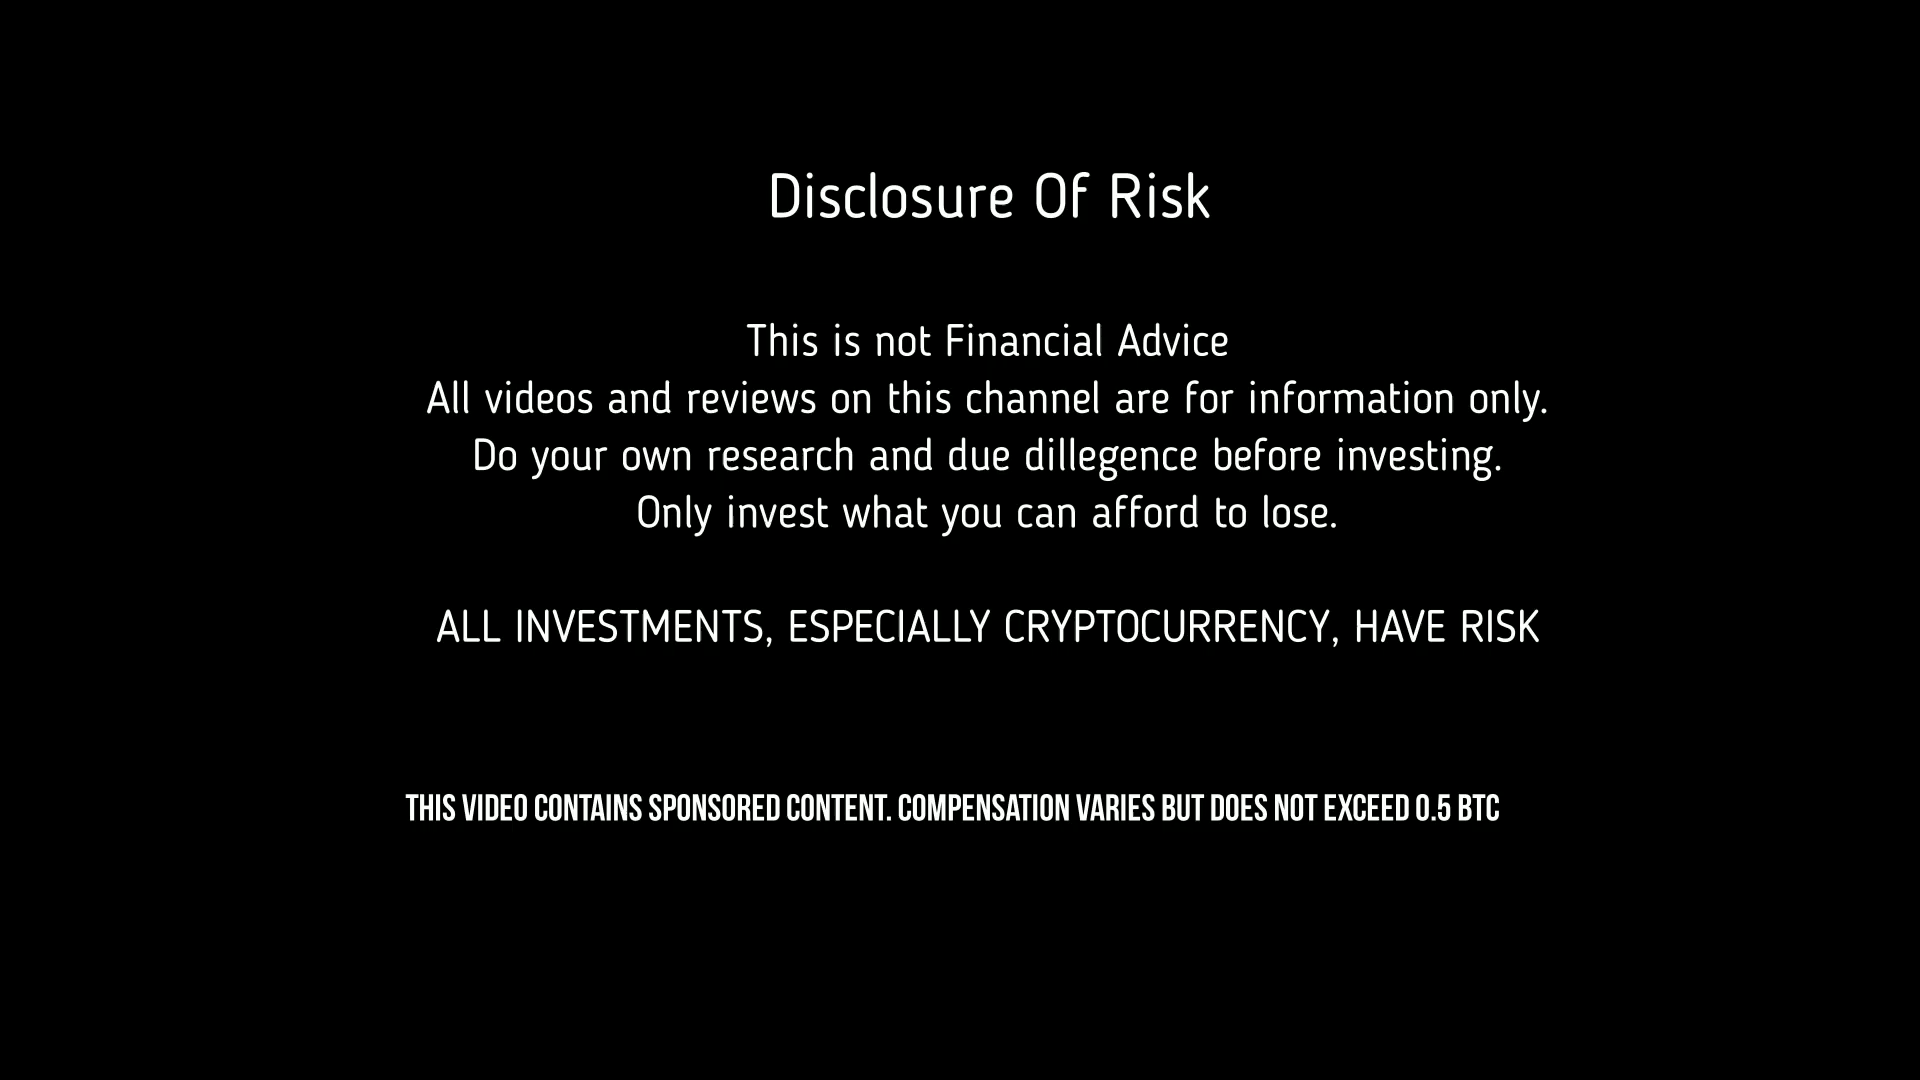 Disclosure Of Risk
This is not Financial Advice
All videos and reviews on this channel are for information only.
Do your own research and due dillegence before investing.
Only invest what you can afford to lose.
ALL INVESTMENTS, ESPECIALLY CRYPTOCURRENCY, HAVE RISK
THIS VIDEO CONTAINS SPONSORED CONTENT. COMPENSATION VARIES BUT DOES NOT EXCEED 0.5 BTC